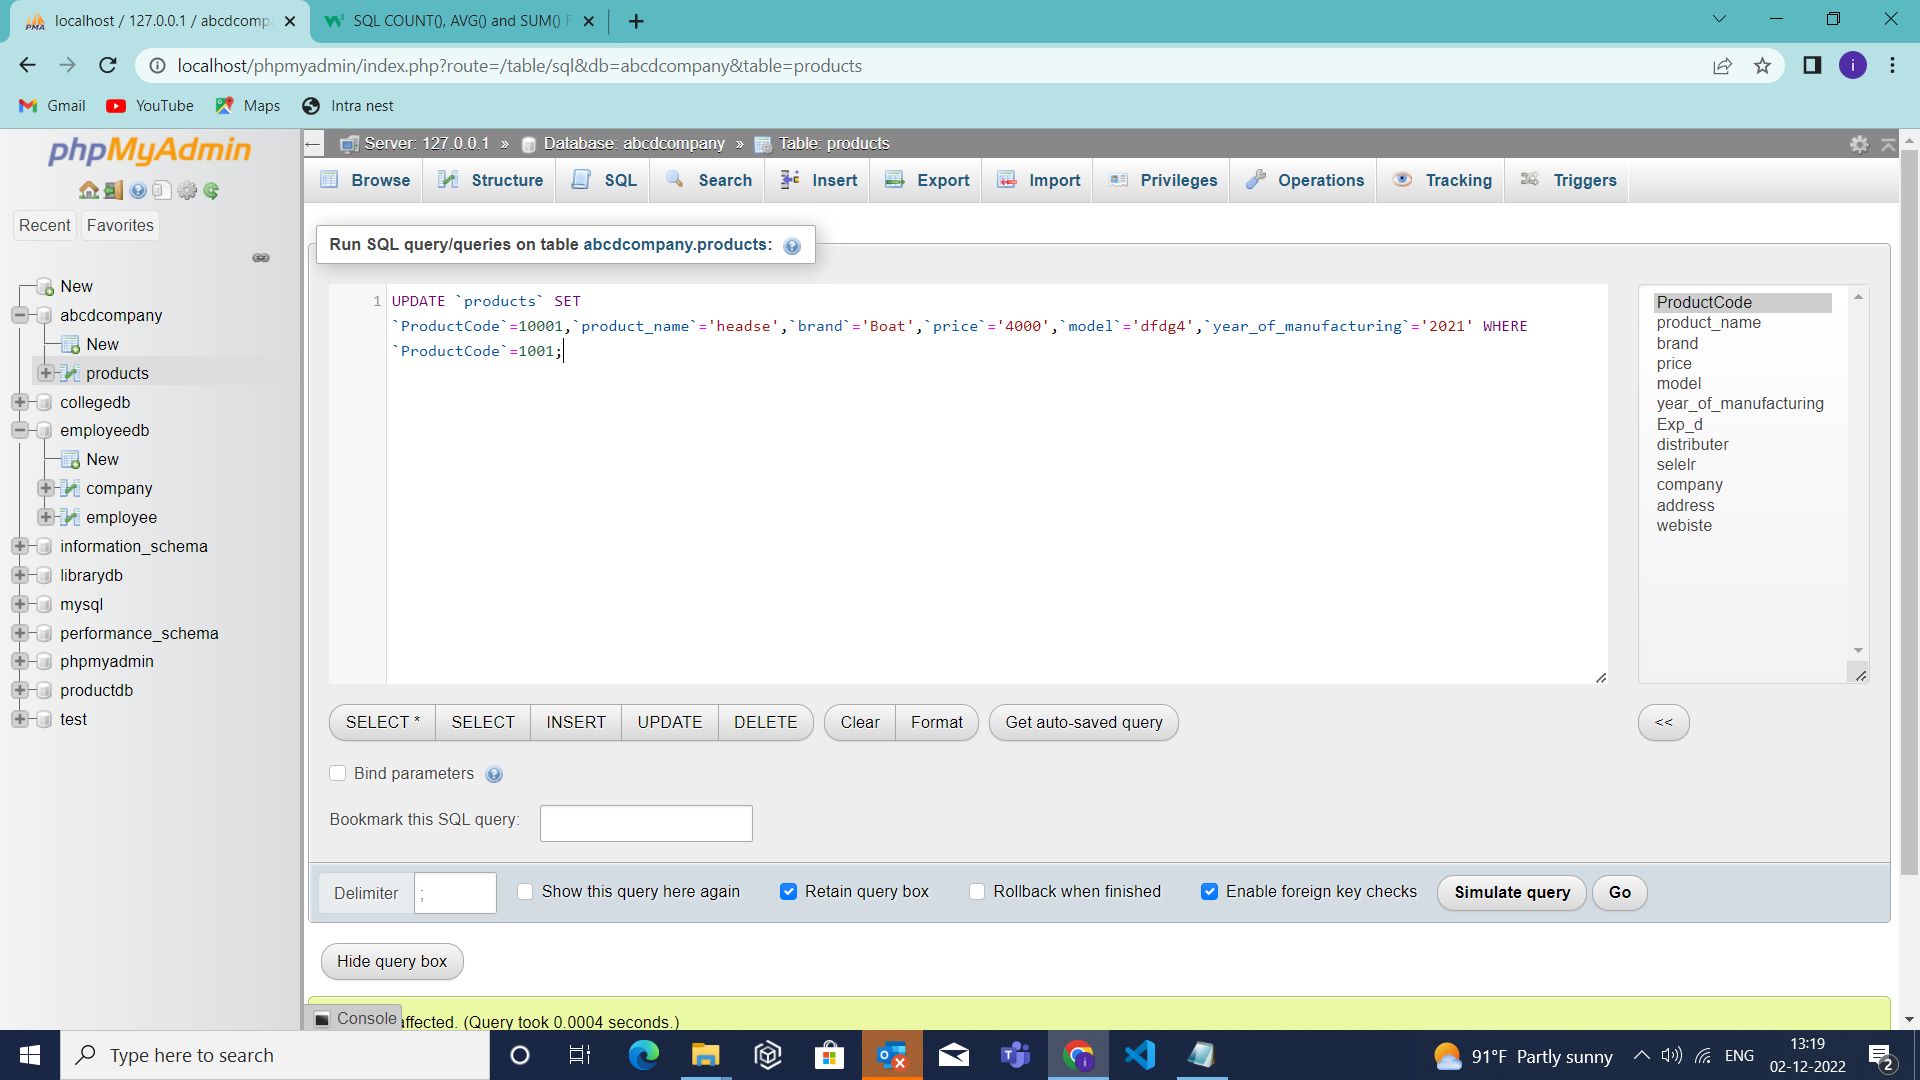 localhost / 127.0.0.1 / abcdcomp
SQL COUNT(), AVG() and SUM() F
localhost/phpmyadmin/index.php?route=/table/sql&db=abcdcompany&table=products
i
Gmail
YouTube
Maps
Intra nest
phpMyAdmin
Recent
Favorites
New
abcdcompany
New
products
collegedb
employeedb
New
company
employee
information_schema
librarydb
mysql
performance_schema
phpmyadmin
productdb
test
Server: 127.0.0.1 » Database: abcdcompany » Table: products
Browse
Structure
SQL
Search
Insert
Export
Import
Privileges
Operations
Tracking
Triggers
Run SQL query/queries on table abcdcompany.products:
1 UPDATE `products` SET
`ProductCode`=10001,`product_name`='headse',`brand`='Boat',`price`='4000',`model`='dfdg4',`year_of_manufacturing`='2021' WHERE
`ProductCode`=1001;
ProductCode
product_name
brand
price
model
year_of_manufacturing
Exp_d
distributer
selelr
company
address
webiste
SELECT *
SELECT
INSERT
UPDATE
DELETE
Clear
Format
Get auto-saved query
<<
Bind parameters
Bookmark this SQL query:
Delimiter
;
Show this query here again
Retain query box
Rollback when finished
Enable foreign key checks
Simulate query
Go
Hide query box
Console
affected. (Query took 0.0004 seconds.)
Type here to search
91°F Partly sunny
ENG
13:19
02-12-2022
2